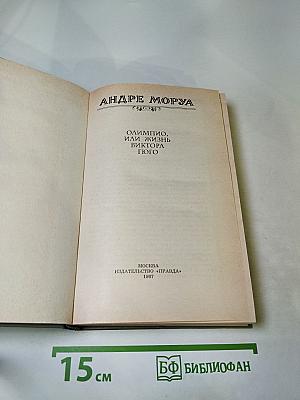 АНДРЕ МОРУА
ОЛИМПИО,
ИЛИ ЖИЗНЬ
ВИКТОРА
ГЮГО
МОСКВА
ИЗДАТЕЛЬСТВО «ПРАВДА»
1987
15 см
БФ БИБЛИОФАН